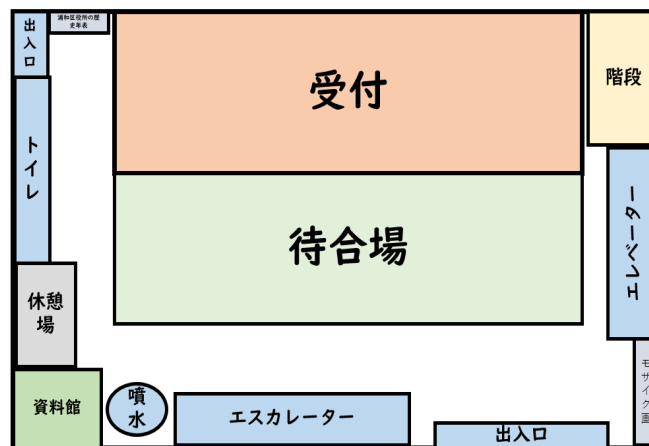 出入口
浦和区役所の歴
史年表
受付
階段
トイレ
待合場
エレベーター
休憩
場
モザイク画
資料館
噴
水
エスカレーター
出入口